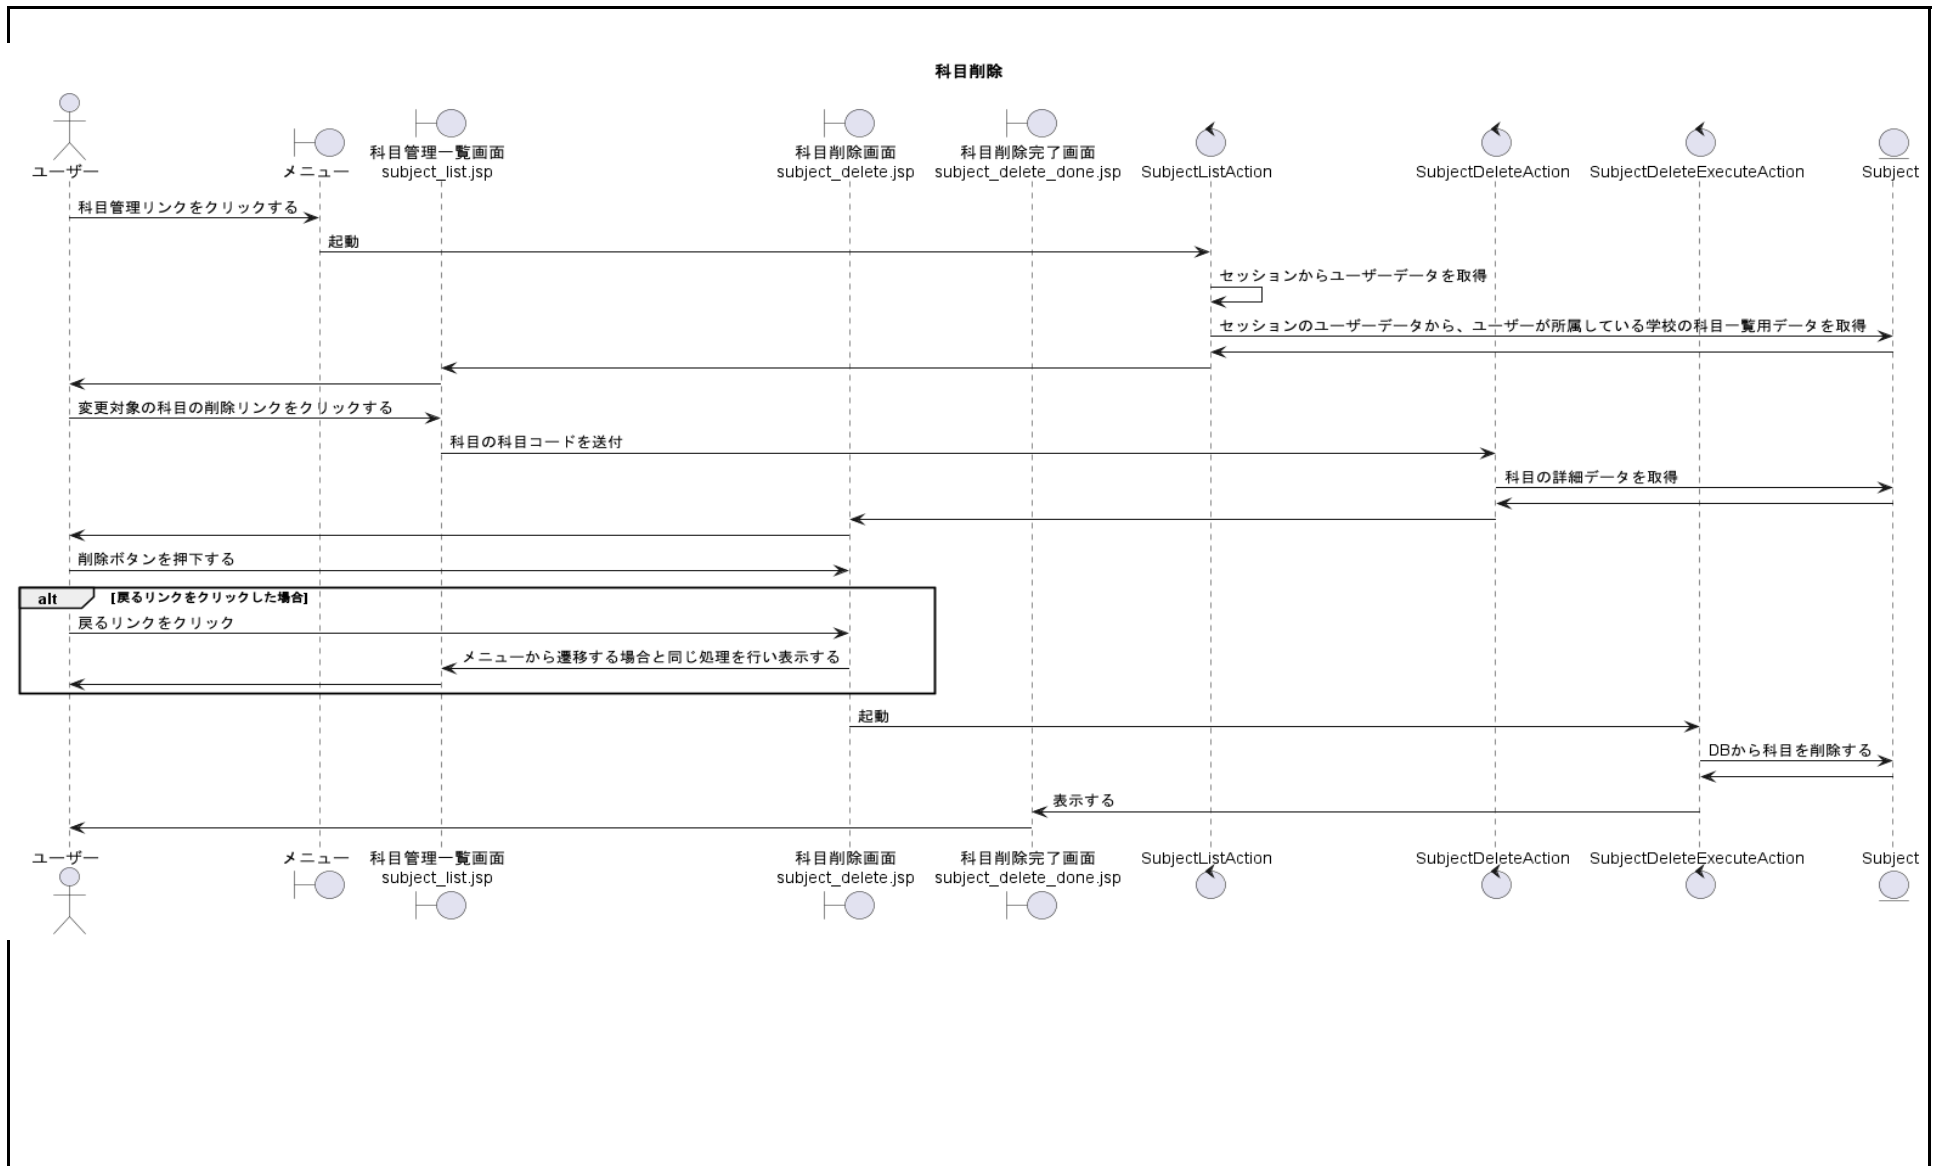 科目削除
ユーザー
メニュー
科目管理一覧画面
subject_list.jsp
科目削除画面
subject_delete.jsp
科目削除完了画面
subject_delete_done.jsp
SubjectListAction
SubjectDeleteAction
SubjectDeleteExecuteAction
Subject
科目管理リンクをクリックする
起動
セッションからユーザーデータを取得
セッションのユーザーデータから、ユーザーが所属している学校の科目一覧用データを取得
変更対象の科目の削除リンクをクリックする
科目の科目コードを送付
科目の詳細データを取得
削除ボタンを押下する
alt [戻るリンクをクリックした場合]
戻るリンクをクリック
メニューから遷移する場合と同じ処理を行い表示する
起動
DBから科目を削除する
表示する
ユーザー
メニュー
科目管理一覧画面
subject_list.jsp
科目削除画面
subject_delete.jsp
科目削除完了画面
subject_delete_done.jsp
SubjectListAction
SubjectDeleteAction
SubjectDeleteExecuteAction
Subject